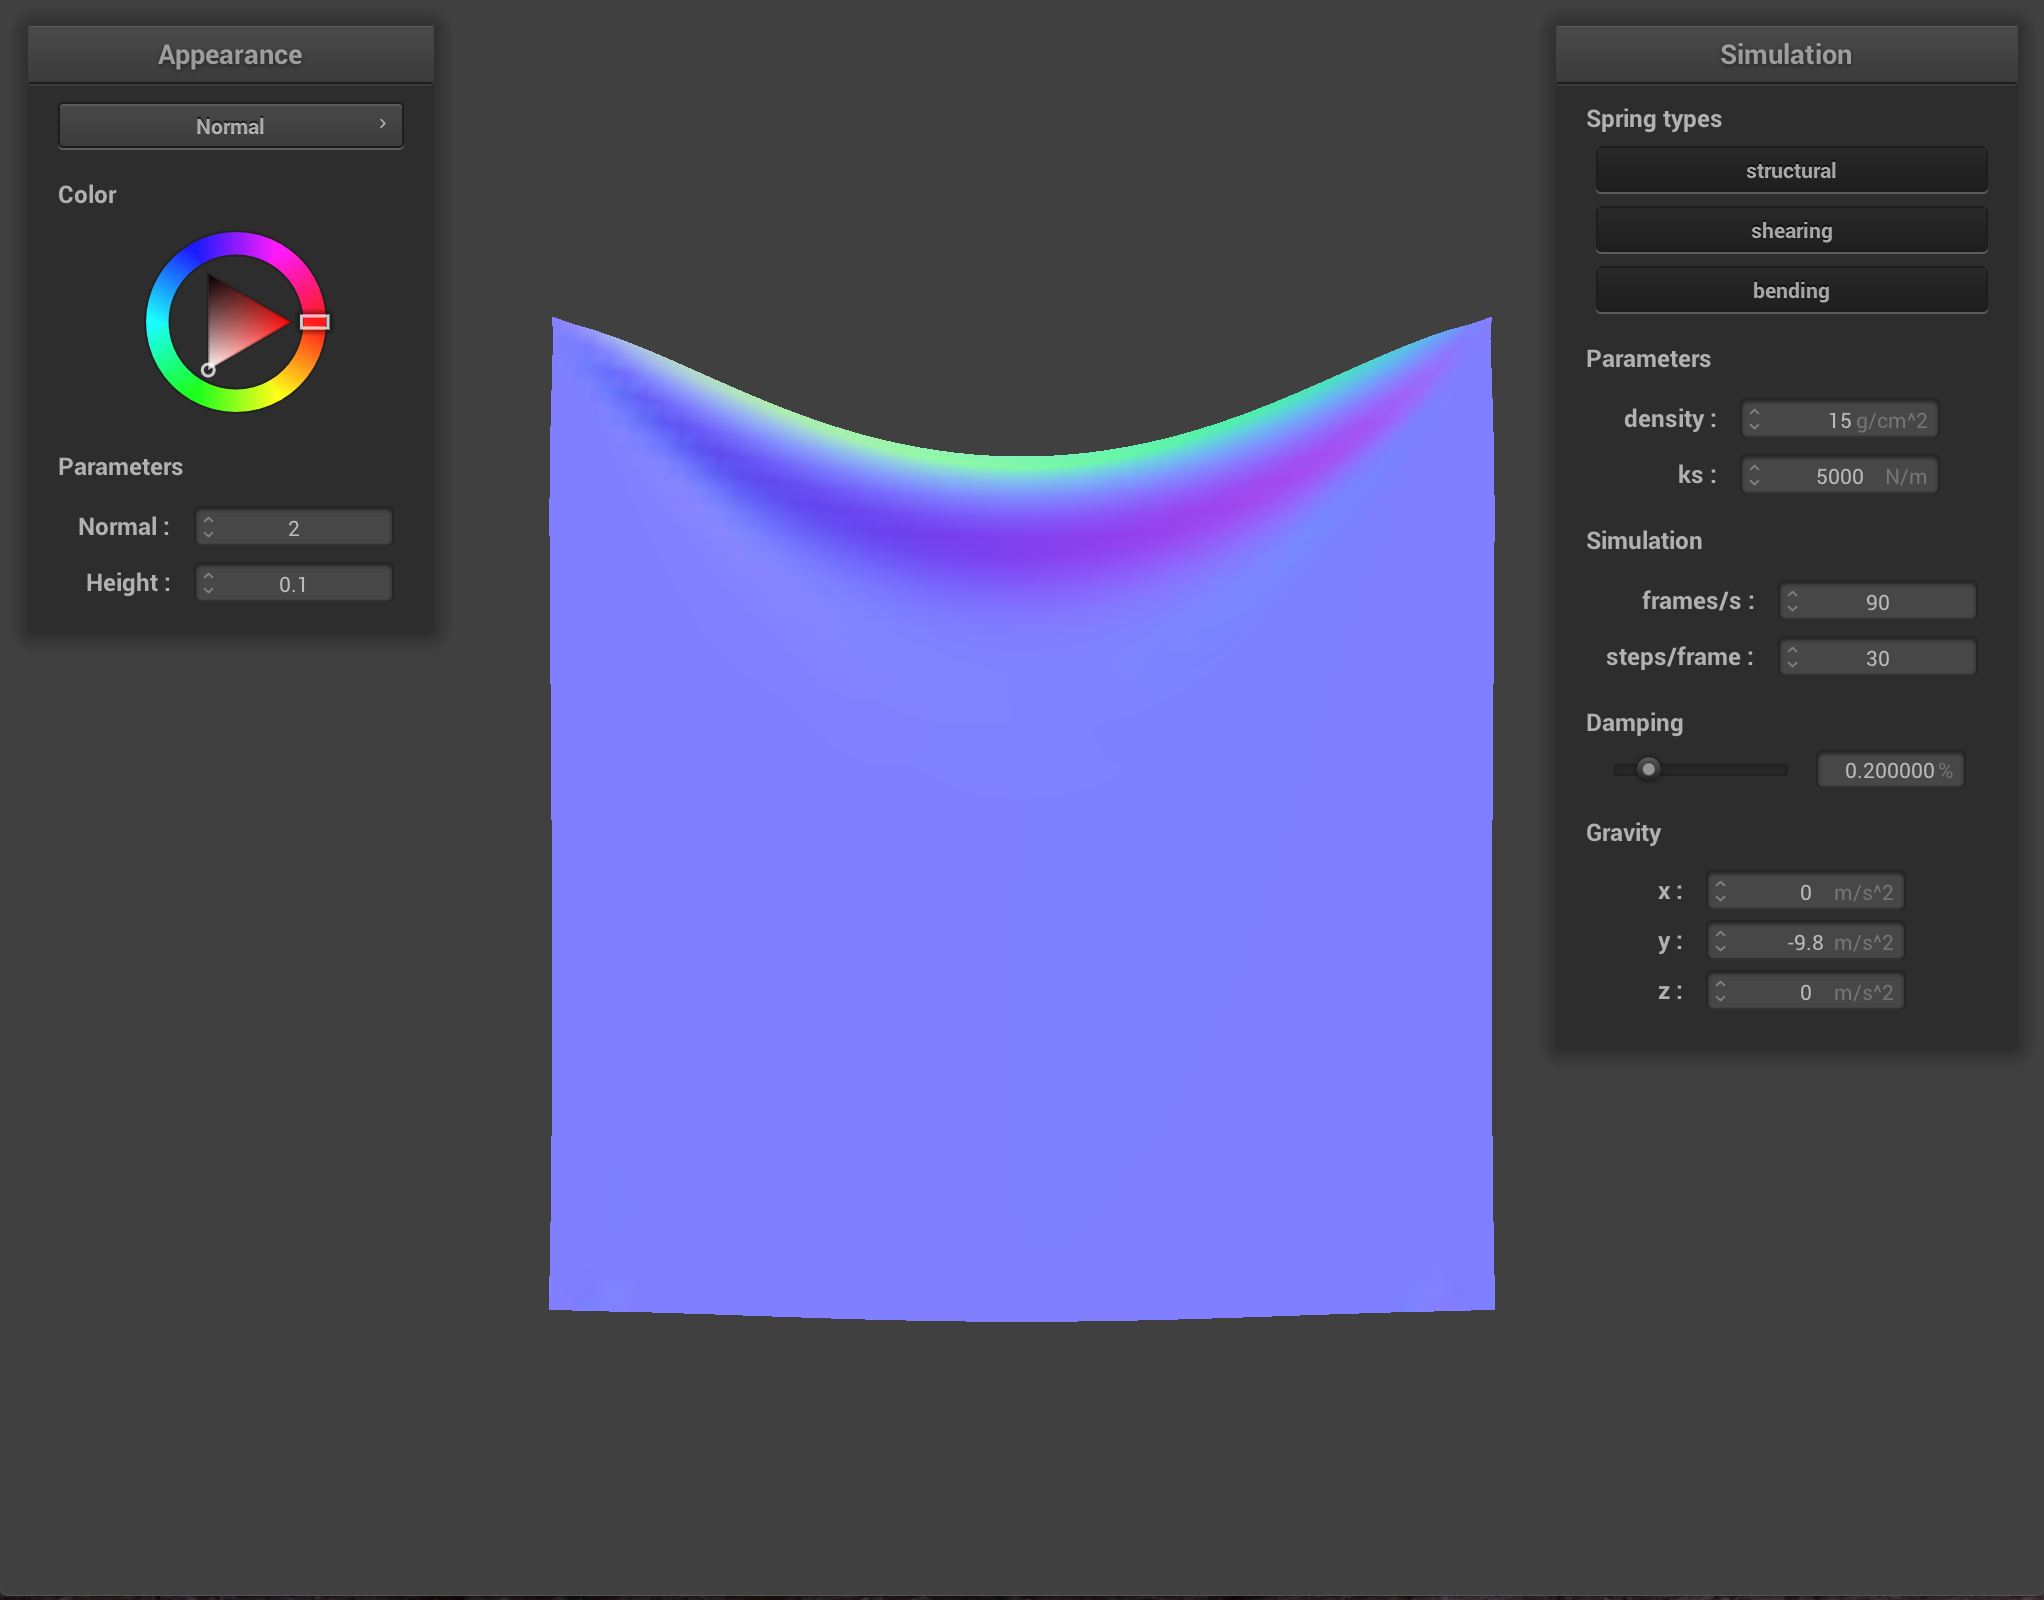 Appearance
Normal
Color
Parameters
Normal : 2
Height : 0.1
Simulation
Spring types
structural
shearing
bending
Parameters
density : 15 g/cm^2
ks : 5000 N/m
Simulation
frames/s : 90
steps/frame : 30
Damping
0.200000 %
Gravity
x : 0 m/s^2
y : -9.8 m/s^2
z : 0 m/s^2